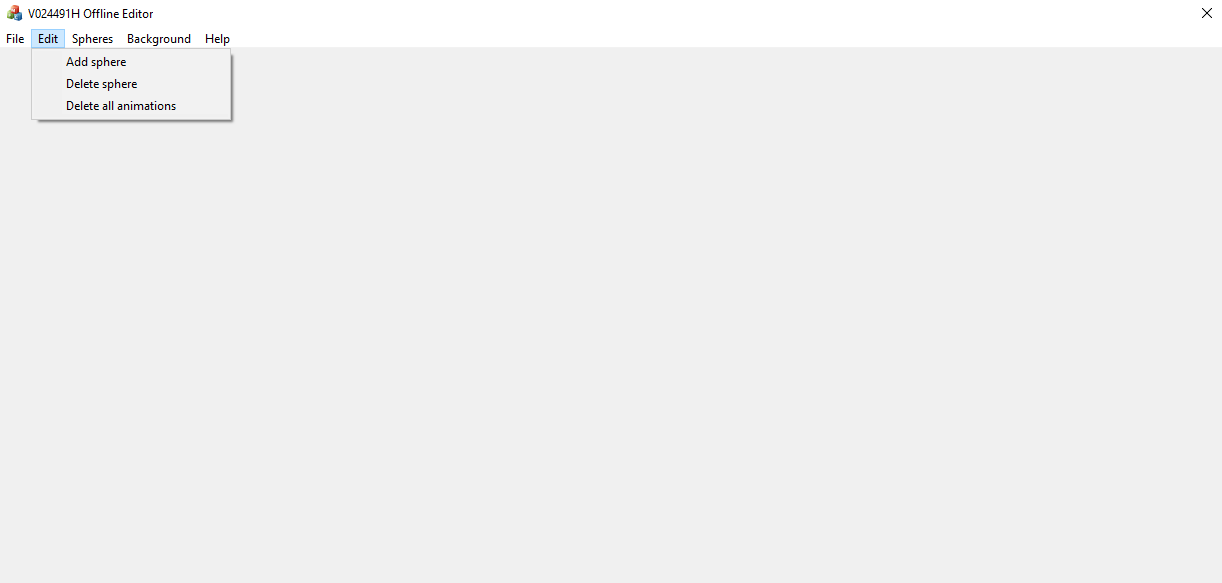 V024491H Offline Editor
File Edit Spheres Background Help
Add sphere
Delete sphere
Delete all animations